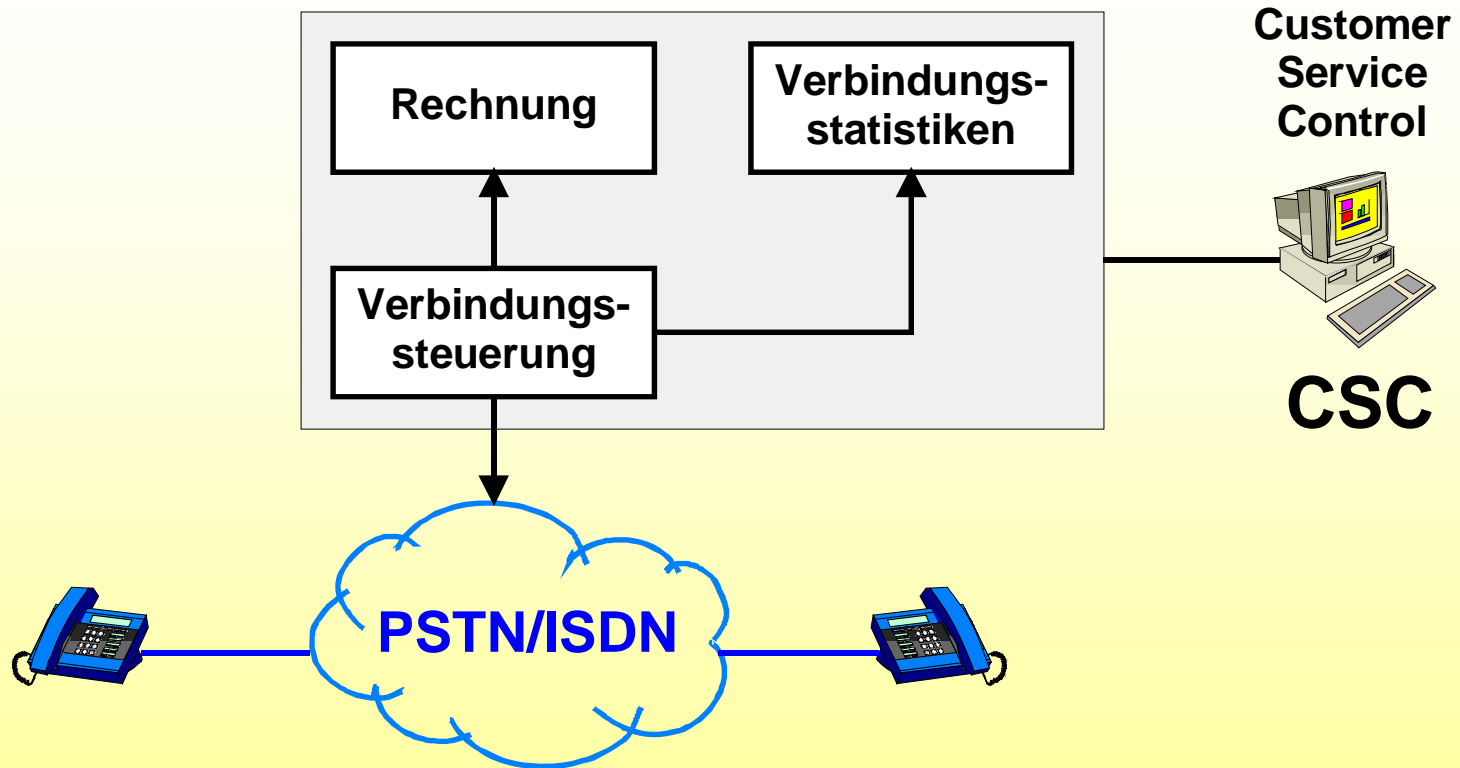 Customer
Service
Control
Rechnung
Verbindungs-
statistiken
Verbindungs-
steuerung
CSC
PSTN/ISDN